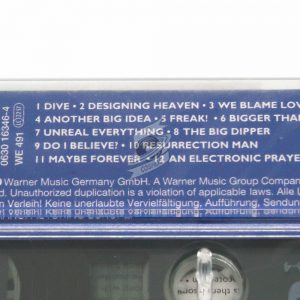 0630 16346-4
WE 491
1 DIVE • 2 DESIGNING HEAVEN • 3 WE BLAME LOV
4 ANOTHER BIG IDEA • 5 FREAK! • 6 BIGGER THA
7 UNREAL EVERYTHING • 8 THE BIG DIPPER
9 DO I BELIEVE? RESURRECTION MAN
11 MAYBE FOREVER • 12 AN ELECTRONIC PRAYE
Warner Music Germany GmbH. A Warner Music Group Compan
d. Unauthorized duplication is a violation of applicable laws. Alle U
n Verleih! Keine unerlaubte Vervielfältigung, Aufführung, Sendun